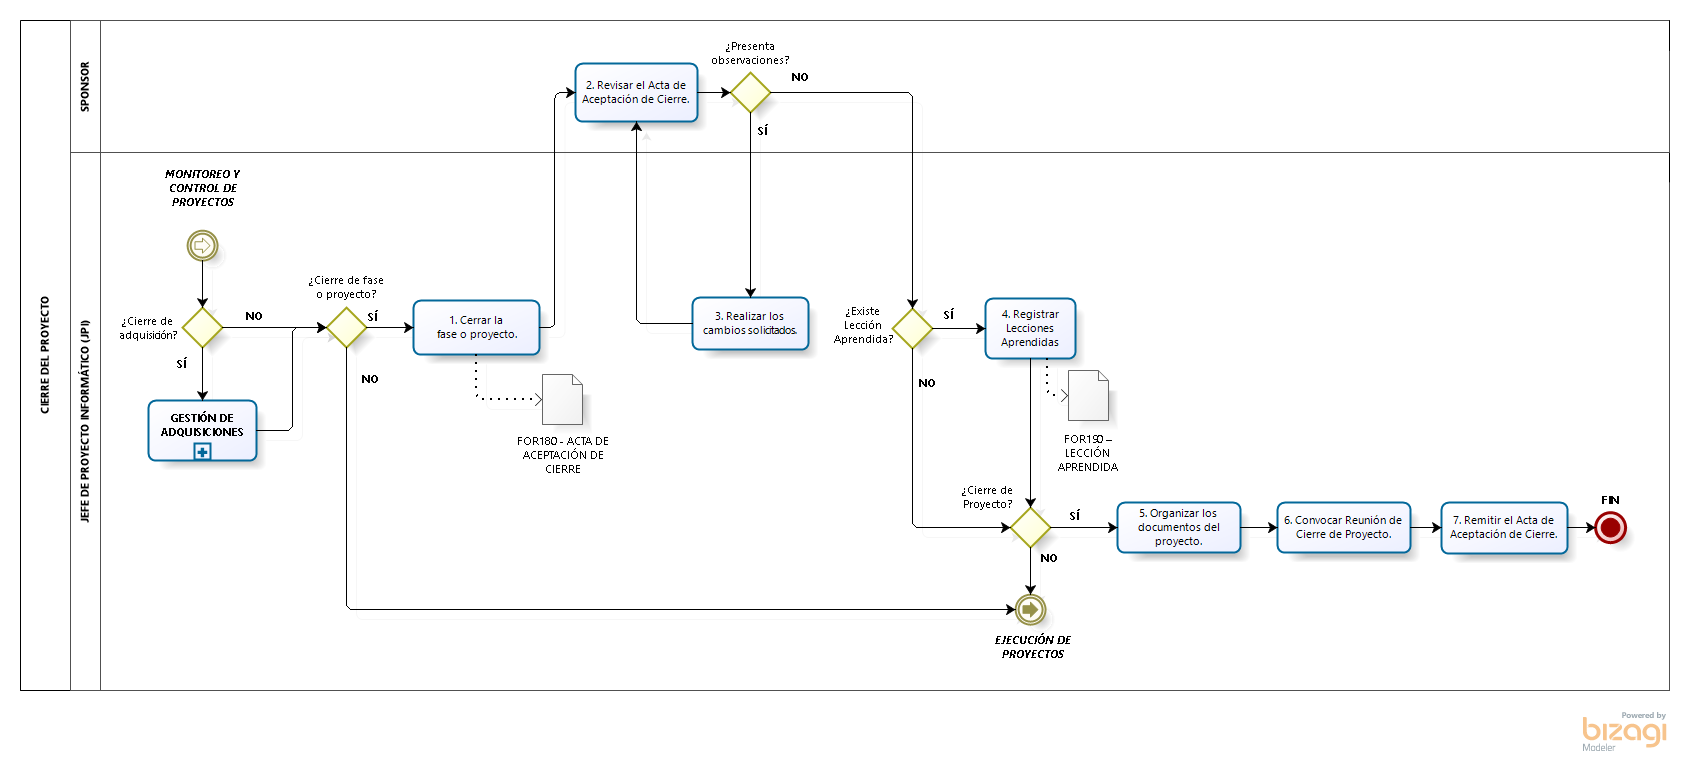 CIERRE DEL PROYECTO
SPONSOR
¿Presenta
observaciones?
NO
2. Revisar el Acta de
Aceptación de Cierre.
SÍ
JEFE DE PROYECTO INFORMÁTICO (JPI)
MONITOREO Y
CONTROL DE
PROYECTOS
¿Cierre de
adquisición?
NO
SÍ
GESTIÓN DE
ADQUISICIONES
¿Cierre de fase
o proyecto?
SÍ
NO
1. Cerrar la
fase o proyecto.
FOR180 - ACTA DE
ACEPTACIÓN DE
CIERRE
3. Realizar los
cambios solicitados.
¿Existe
Lección
Aprendida?
SÍ
NO
4. Registrar
Lecciones
Aprendidas
FOR190 –
LECCIÓN
APRENDIDA
¿Cierre de
Proyecto?
SÍ
NO
5. Organizar los
documentos del
proyecto.
6. Convocar Reunión de
Cierre de Proyecto.
7. Remitir el Acta de
Aceptación de Cierre.
FIN
EJECUCIÓN DE
PROYECTOS
Powered by
bizagi
Modeler